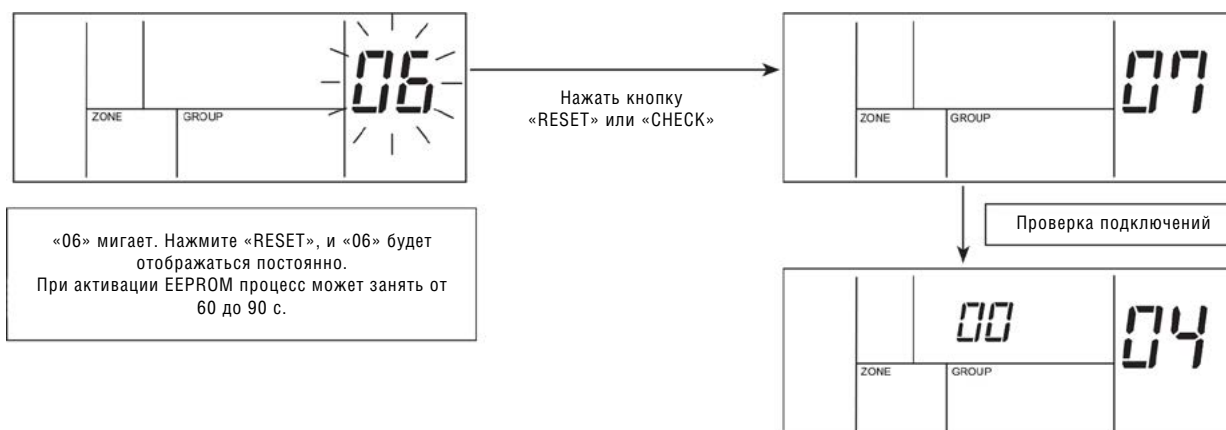 06
ZONE
GROUP
Нажать кнопку
«RESET» или «CHECK»
07
ZONE
GROUP
«06» мигает. Нажмите «RESET», и «06» будет
отображаться постоянно.
При активации EEPROM процесс может занять от
60 до 90 с.
Проверка подключений
00
04
ZONE
GROUP